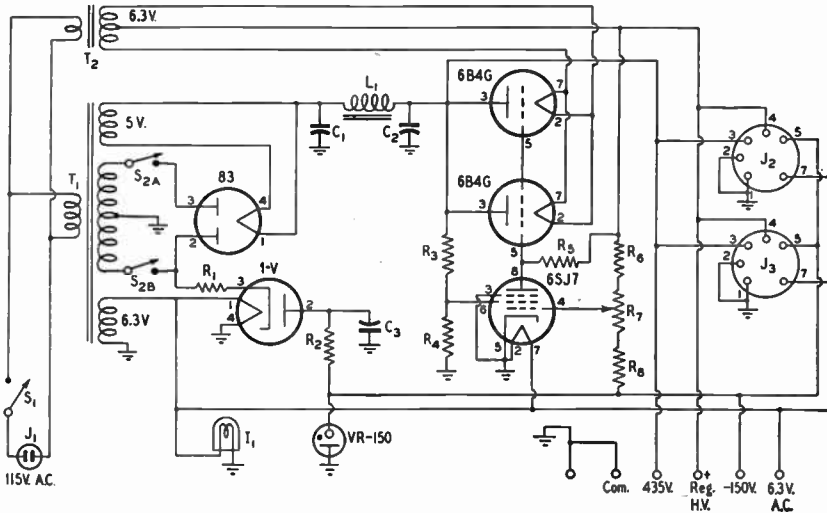 6.3V.
T2
L1
6B4G
3
7
2
5
5 V.
C1
C2
T1
S2A
83
3
4
2
1
S2B
R1
1-V
3
1
4
2
6.3V
R2
C3
6B4G
3
7
2
5
R3
R5
8
6SJ7
3
6
4
5
2
7
R4
R6
R7
R8
4
3
5
2
J2
1
7
4
3
5
2
J3
1
7
S1
J1
115V. A.C.
I1
VR-150
Com.
435V.
+
Reg.
H.V.
-150V.
6.3V.
A.C.